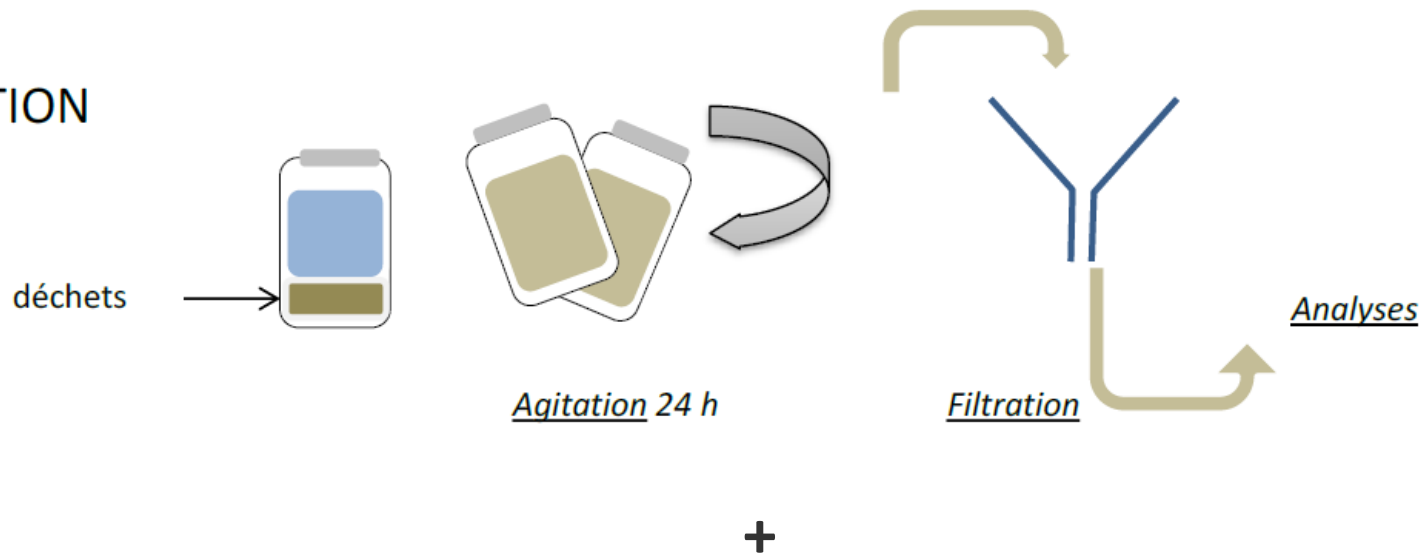 TION
déchets
Analyses
Agitation 24 h
Filtration
+